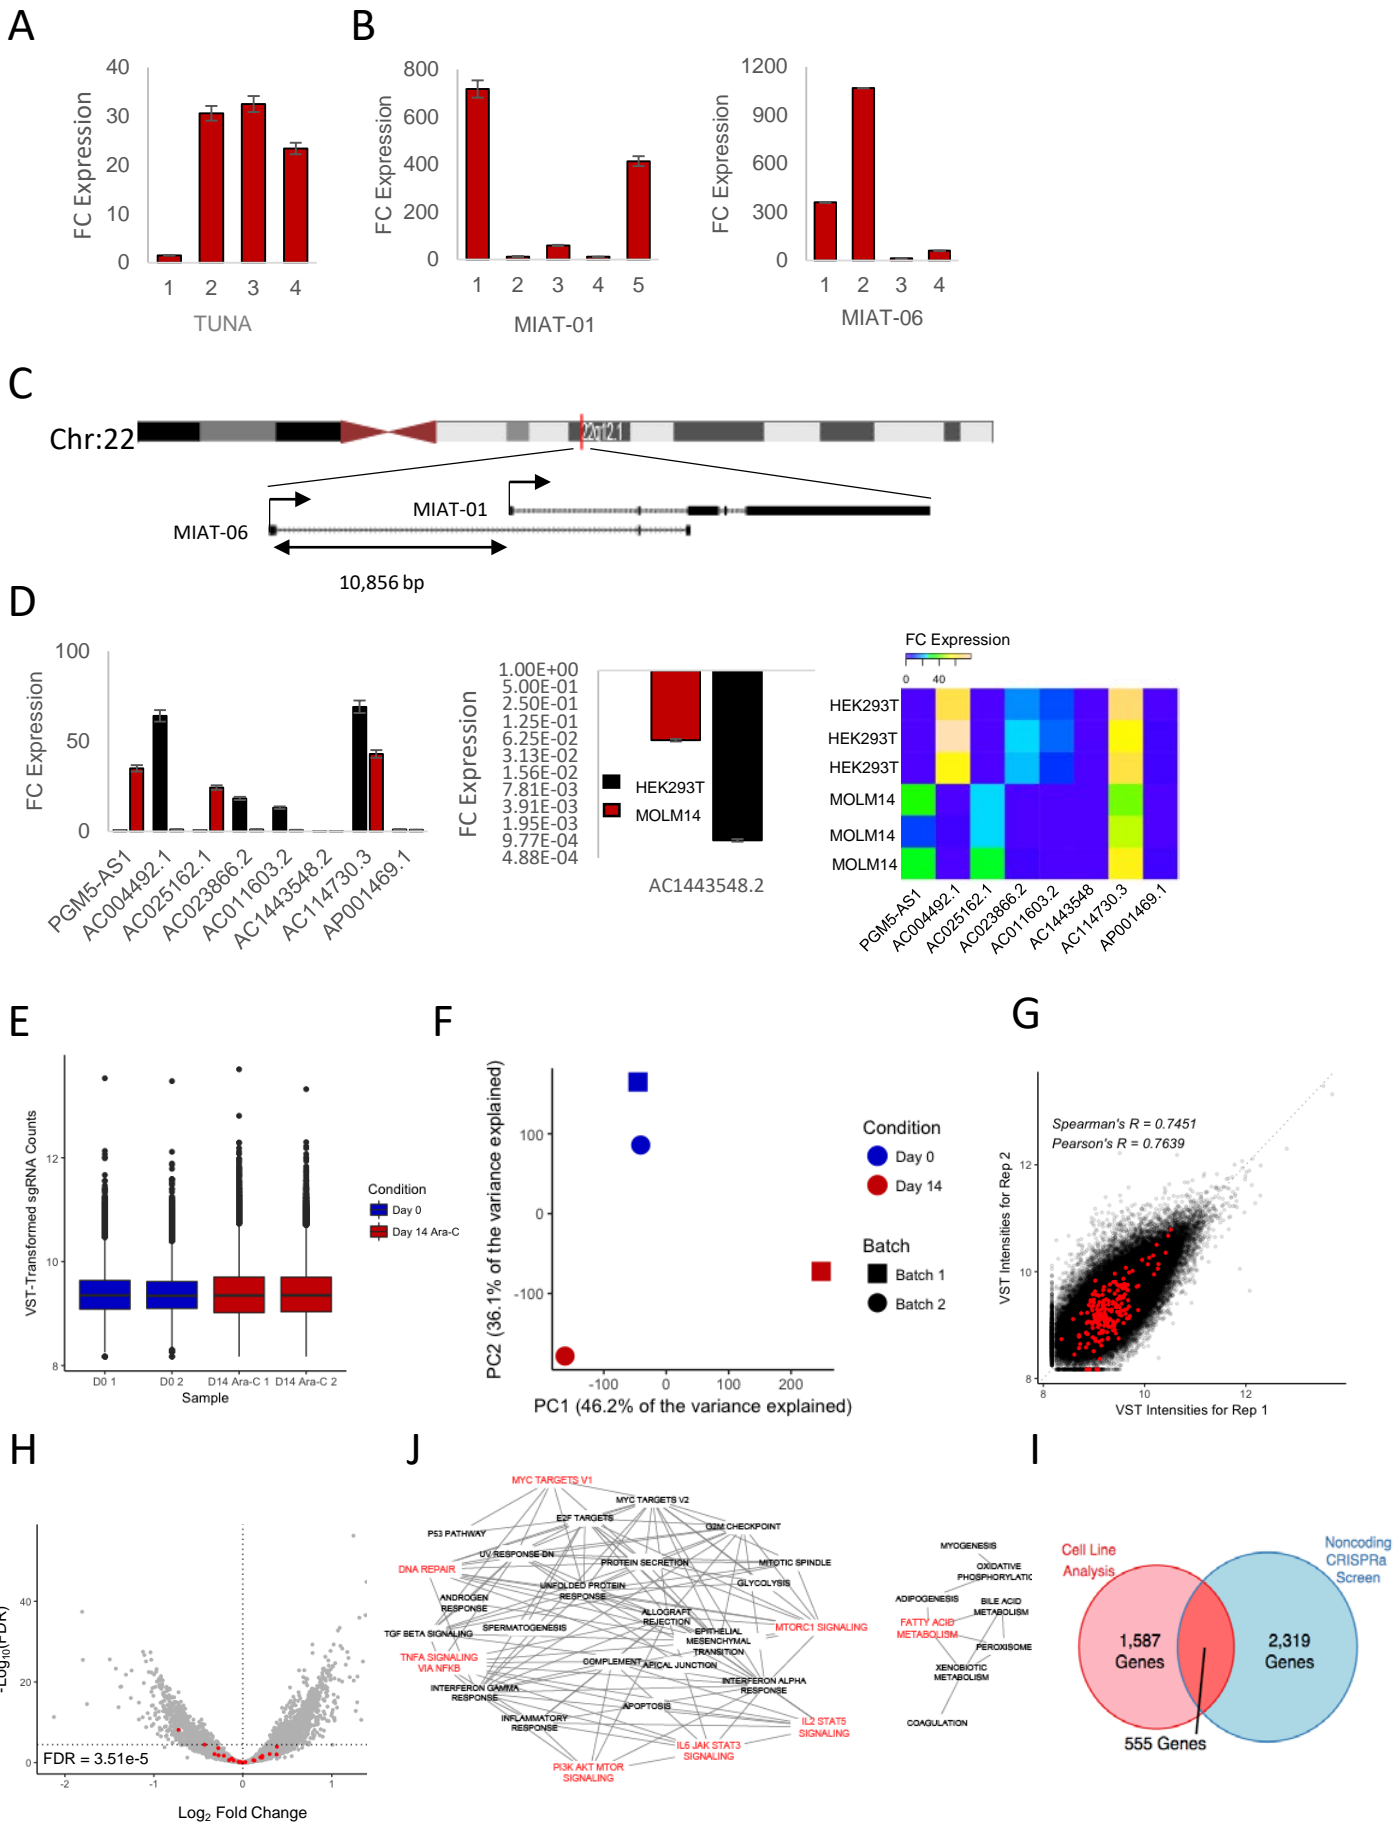 A
B
40
30
20
10
0
FC Expression
1 2 3 4
TUNA
800
600
400
200
0
FC Expression
1 2 3 4 5
MIAT-01
1200
900
600
300
0
FC Expression
1 2 3 4
MIAT-06
C
Chr:22
22q12.1
MIAT-01
MIAT-06
10,856 bp
D
100
50
0
FC Expression
PGM5-AS1
AC004492.1
AC025162.1
AC023866.2
AC011603.2
AC1443548.2
AC114730.3
AP001469.1
FC Expression
1.00E+00
5.00E-01
2.50E-01
1.25E-01
6.25E-02
3.13E-02
1.56E-02
7.81E-03
3.91E-03
1.95E-03
9.77E-04
4.88E-04
HEK293T
MOLM14
AC1443548.2
FC Expression
0 40
HEK293T
HEK293T
HEK293T
MOLM14
MOLM14
MOLM14
PGM5-AS1
AC004492.1
AC025162.1
AC023866.2
AC011603.2
AC1443548
AC114730.3
AP001469.1
E
VST-Transformed sgRNA Counts
12
10
8
D0 1 D0 2 D14 Ara-C 1 D14 Ara-C 2
Sample
Condition
Day 0
Day 14 Ara-C
F
PC2 (36.1% of the variance explained)
100
0
-100
-100 0 100 200
PC1 (46.2% of the variance explained)
Condition
Day 0
Day 14
Batch
Batch 1
Batch 2
G
Spearman's R = 0.7451
Pearson's R = 0.7639
VST Intensities for Rep 2
12
10
8
8 10 12
VST Intensities for Rep 1
H
-Log10(FDR)
40
20
0
FDR = 3.51e-5
-2 -1 0 1
Log2 Fold Change
J
MYC TARGETS V1
MYC TARGETS V2
E2F TARGETS
P53 PATHWAY
G2M CHECKPOINT
UV RESPONSE DN
PROTEIN SECRETION
MITOTIC SPINDLE
DNA REPAIR
GLYCOLYSIS
UNFOLDED PROTEIN
RESPONSE
ANDROGEN
RESPONSE
ALLOGRAFT
REJECTION
SPERMATOGENESIS
MTORC1 SIGNALING
TGF BETA SIGNALING
EPITHELIAL
MESENCHYMAL
TRANSITION
TNFA SIGNALING
VIA NFKB
COMPLEMENT
APICAL JUNCTION
INTERFERON GAMMA
RESPONSE
INTERFERON ALPHA
RESPONSE
APOPTOSIS
INFLAMMATORY
RESPONSE
IL2 STAT5
SIGNALING
IL6 JAK STAT3
SIGNALING
PI3K AKT MTOR
SIGNALING
MYOGENESIS
OXIDATIVE
PHOSPHORYLATIC
ADIPOGENESIS
BILE ACID
METABOLISM
FATTY ACID
METABOLISM
PEROXISOME
XENOBIOTIC
METABOLISM
COAGULATION
I
Cell Line
Analysis
Noncoding
CRISPRa
Screen
1,587
Genes
2,319
Genes
555 Genes